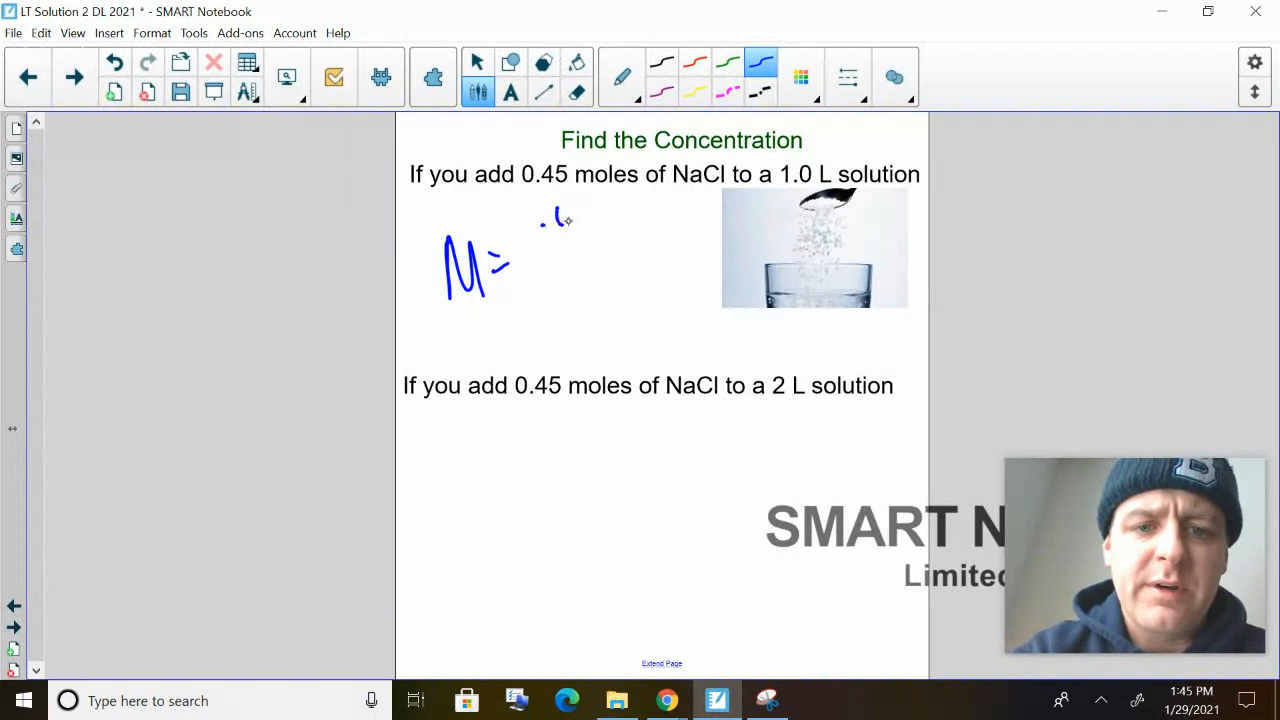 LT Solution 2 DL 2021 * - SMART Notebook
File Edit View Insert Format Tools Add-ons Account Help
Find the Concentration
If you add 0.45 moles of NaCl to a 1.0 L solution
M=
If you add 0.45 moles of NaCl to a 2 L solution
SMART N
Limited
B
Extend Page
Type here to search
1:45 PM
1/29/2021